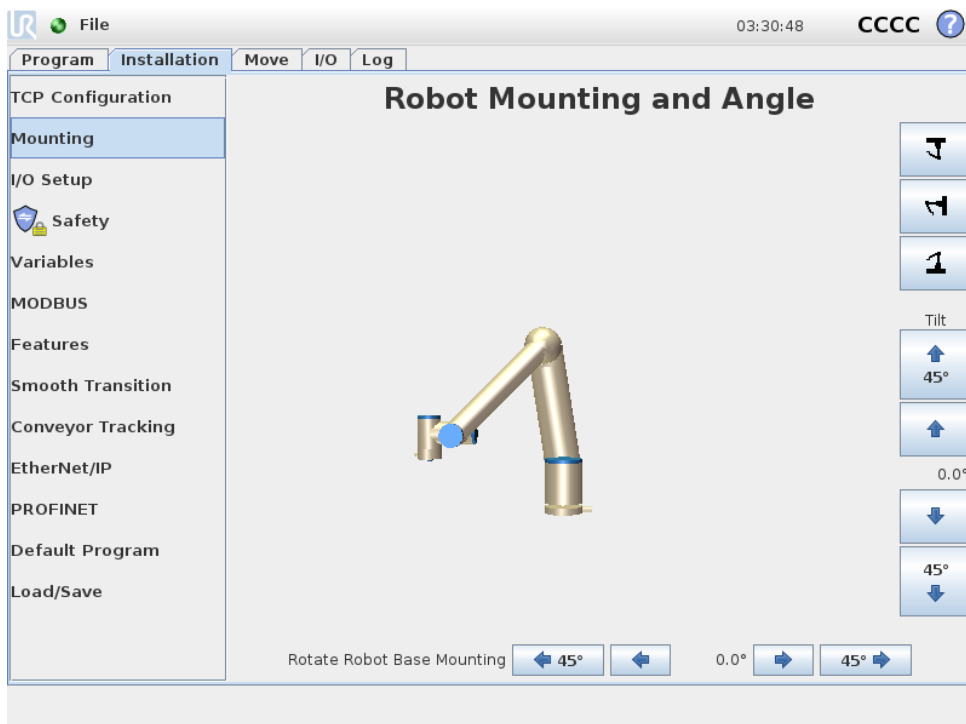 UR File 03:30:48 CCCC ?
Program Installation Move I/O Log
TCP Configuration
Mounting
I/O Setup
Safety
Variables
MODBUS
Features
Smooth Transition
Conveyor Tracking
EtherNet/IP
PROFINET
Default Program
Load/Save
Robot Mounting and Angle
Tilt
45°
0.0°
45°
Rotate Robot Base Mounting 45° 0.0° 45°